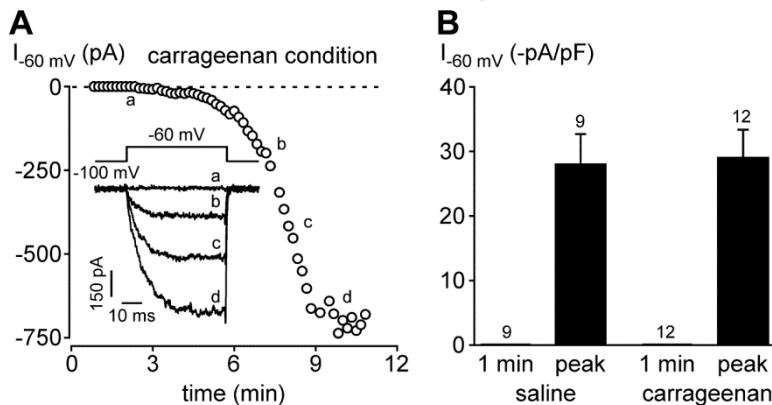 A
I-60 mV (pA)
carrageenan condition
0
-250
-500
-750
a
b
c
d
-60 mV
-100 mV
a
b
c
d
150 pA
10 ms
0 3 6 9 12
time (min)
B
I-60 mV (-pA/pF)
40
30
20
10
0
9 9 12 12
1 min peak 1 min peak
saline carrageenan